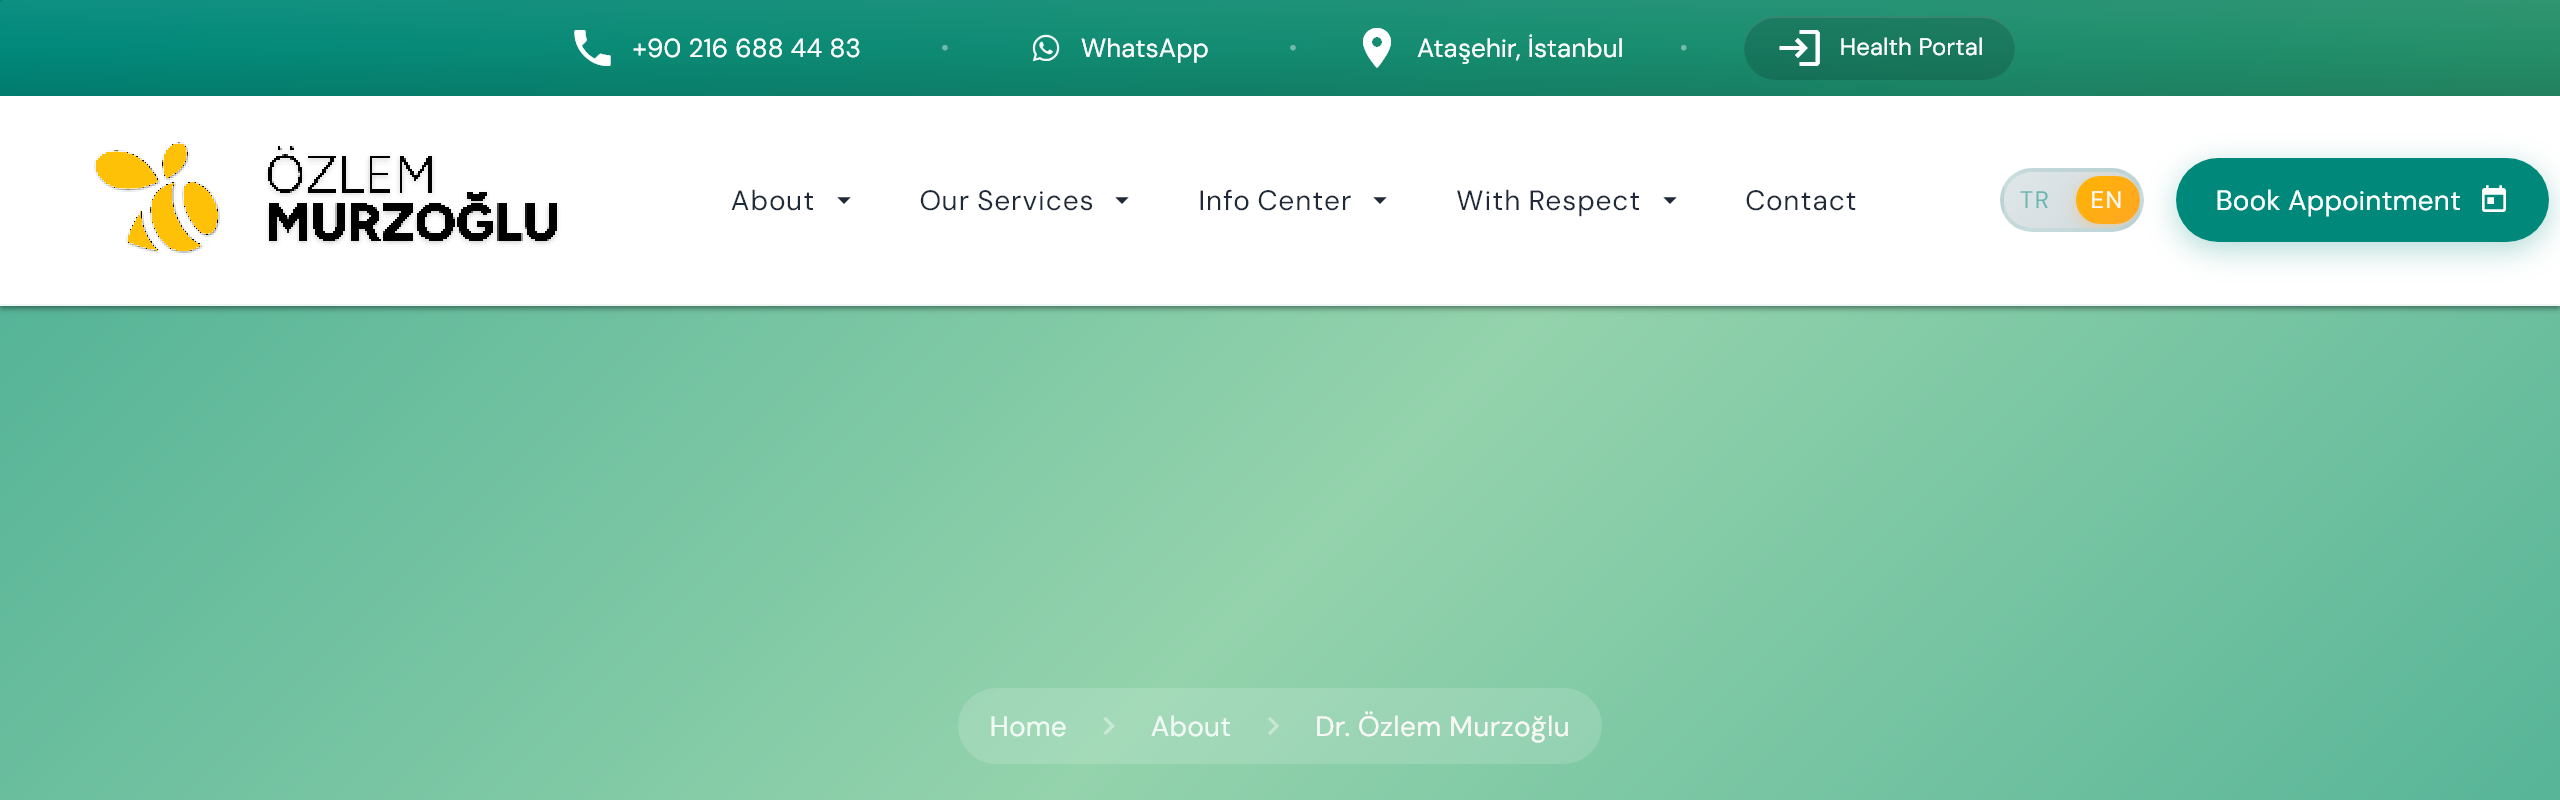 +90 216 688 44 83 • WhatsApp • Ataşehir, İstanbul • Health Portal
ÖZLEM
MURZOĞLU
About Our Services Info Center With Respect Contact TR EN Book Appointment
Home > About > Dr. Özlem Murzoğlu